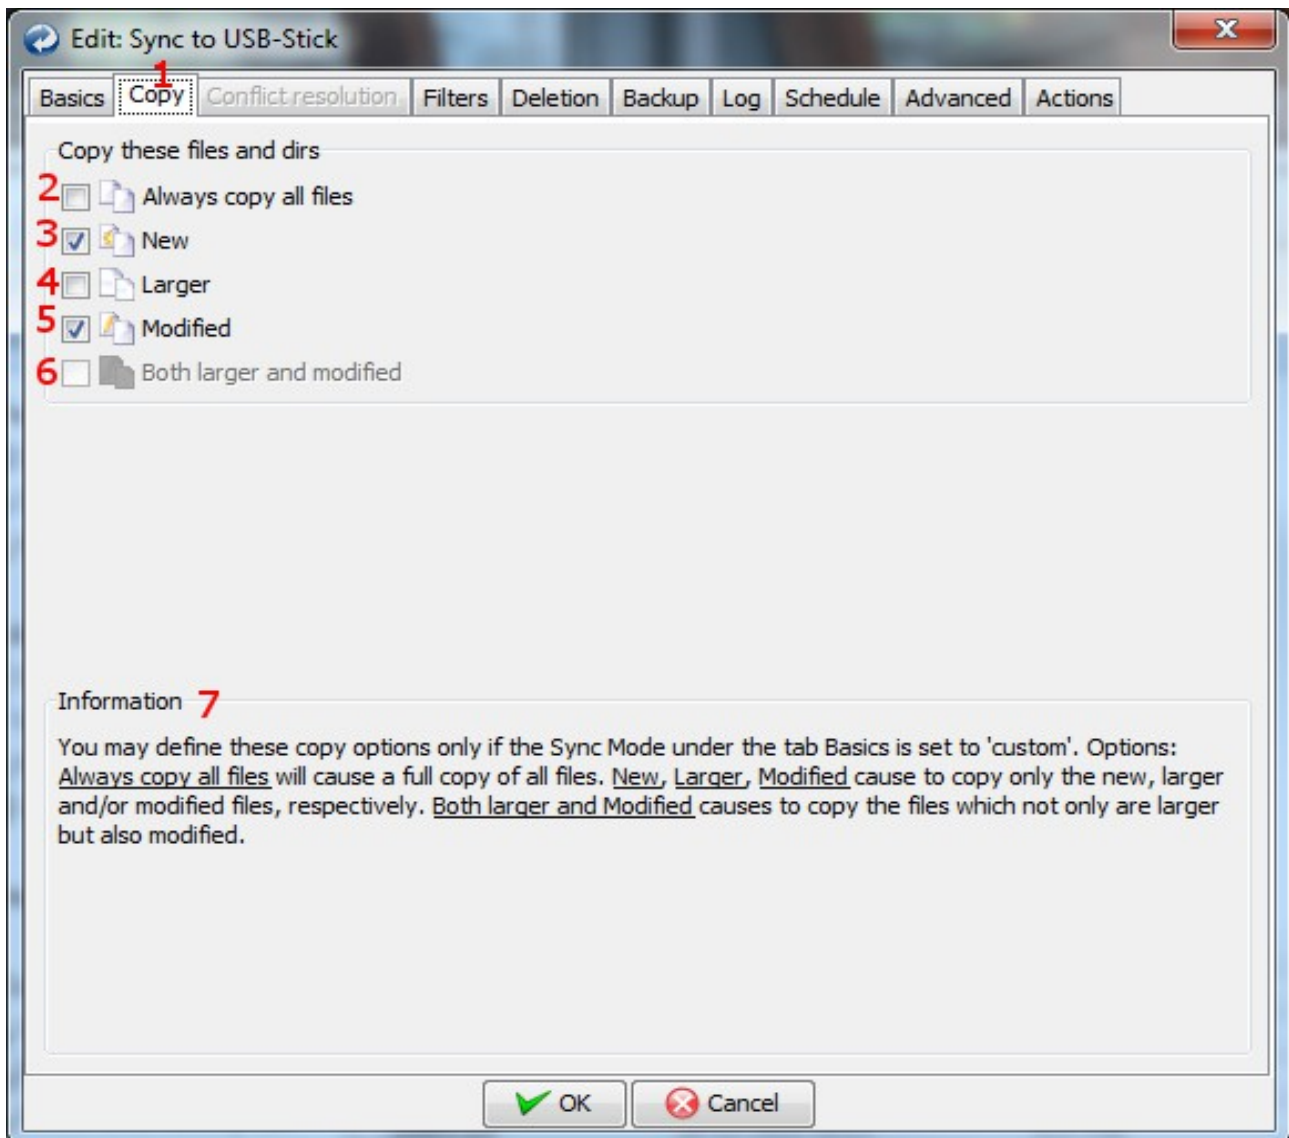 Edit: Sync to USB-Stick
X
1
Basics Copy Conflict resolution Filters Deletion Backup Log Schedule Advanced Actions
Copy these files and dirs
2 Always copy all files
3 New
4 Larger
5 Modified
6 Both larger and modified
Information 7
You may define these copy options only if the Sync Mode under the tab Basics is set to 'custom'. Options:
Always copy all files will cause a full copy of all files. New, Larger, Modified cause to copy only the new, larger
and/or modified files, respectively. Both larger and Modified causes to copy the files which not only are larger
but also modified.
OK Cancel